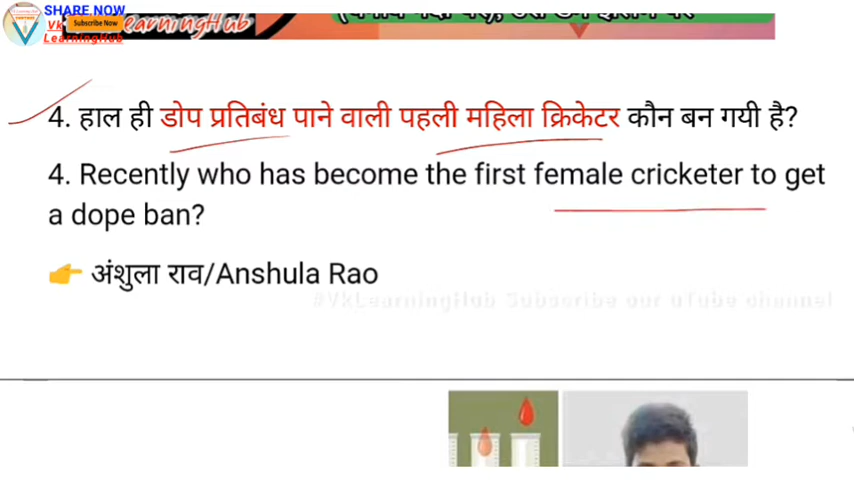 SHARE NOW
Subscribe Now
Vk LearningHub
LearningHub
4. हाल ही डोप प्रतिबंध पाने वाली पहली महिला क्रिकेटर कौन बन गयी है?
4. Recently who has become the first female cricketer to get
a dope ban?
👉 अंशुला राव/Anshula Rao
#VkLearningHub Subscribe our uTube channel